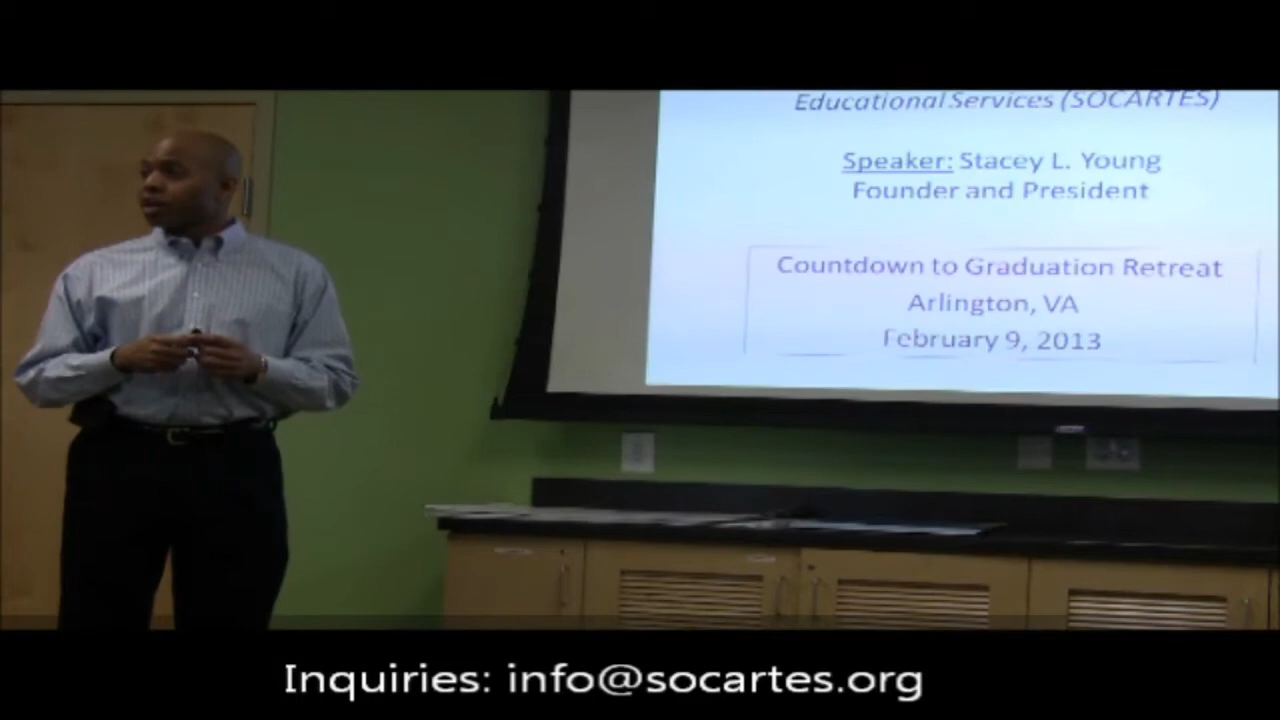 Educational Services (SOCARTES)
Speaker: Stacey L. Young
Founder and President
Countdown to Graduation Retreat
Arlington, VA
February 9, 2013
Inquiries: info@socartes.org